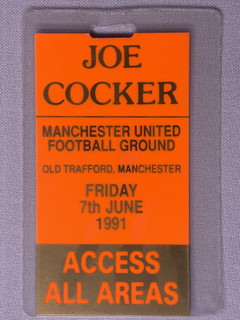 JOE
COCKER
MANCHESTER UNITED
FOOTBALL GROUND
OLD TRAFFORD, MANCHESTER
FRIDAY
7th JUNE
1991
ACCESS
ALL AREAS